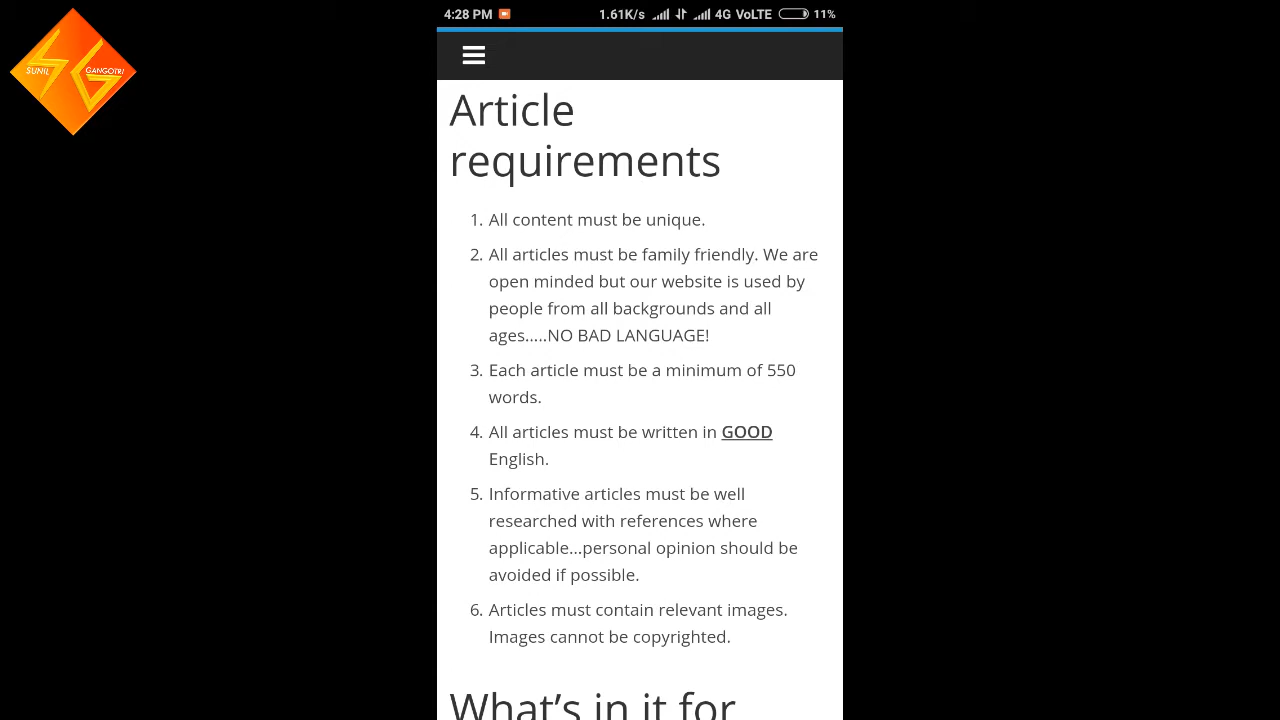 4:28 PM 1.61K/s 4G VoLTE 11%
SUNIL GANGOTRI
Article
requirements
1. All content must be unique.
2. All articles must be family friendly. We are
open minded but our website is used by
people from all backgrounds and all
ages.....NO BAD LANGUAGE!
3. Each article must be a minimum of 550
words.
4. All articles must be written in GOOD
English.
5. Informative articles must be well
researched with references where
applicable...personal opinion should be
avoided if possible.
6. Articles must contain relevant images.
Images cannot be copyrighted.
What's in it for